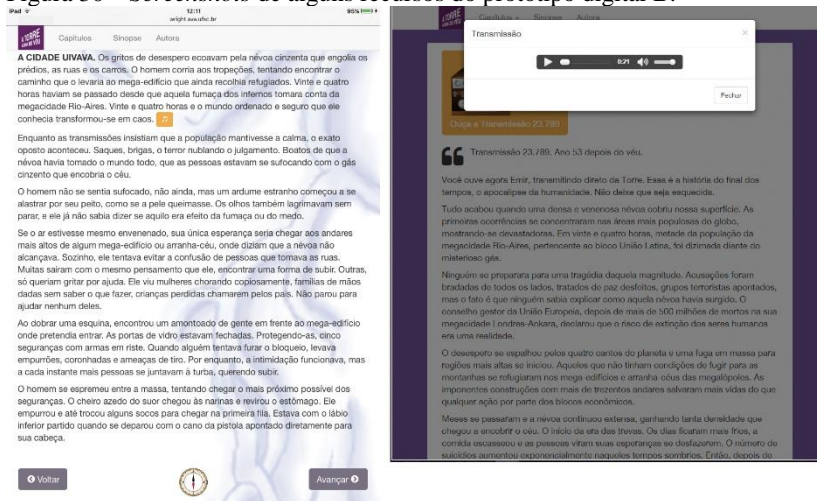 Figura 30 – Screenshots de alguns recursos do protótipo digital B.
iPad
12:11
95%
A TORRE ACIMA DO VÉU
Capítulos
Sinopse
Autora
A CIDADE UIVAVA. Os gritos de desespero ecoavam pela névoa cinzenta que engolia os
prédios, as ruas e os carros. O homem corria aos tropeções, tentando encontrar o
caminho que o levaria ao mega-edifício que ainda recolhia refugiados. Vinte e quatro
horas haviam se passado desde que aquela fumaça dos infernos tomara conta da
megacidade Rio-Aires. Vinte e quatro horas e o mundo ordenado e seguro que ele
conhecia transformou-se em caos.
Enquanto as transmissões insistiam que a população mantivesse a calma, o exato
oposto aconteceu. Saques, brigas, o terror nublando o julgamento. Boatos de que a
névoa havia tomado o mundo todo, que as pessoas estavam se sufocando com o gás
cinzento que encobria o céu.
O homem não se sentia sufocado, não ainda, mas um ardume estranho começou a se
alastrar por seu peito, como se a pele queimasse. Os olhos também lagrimavam sem
parar, e ele já não sabia dizer se aquilo era efeito da fumaça ou do medo.
Se o ar estivesse mesmo envenenado, sua única esperança seria chegar aos andares
mais altos de algum mega-edifício ou arranha-céu, onde diziam que a névoa não
alcançava. Sozinho, ele tentava evitar a confusão de pessoas que tomava as ruas.
Muitas saíram com o mesmo pensamento que ele, encontrar uma forma de subir. Outras,
só queriam gritar por ajuda. Ele viu mulheres chorando copiosamente, famílias de mãos
dadas sem saber o que fazer, crianças perdidas chamarem pelos pais. Não parou para
ajudar nenhum deles.
Ao dobrar uma esquina, encontrou um amontoado de gente em frente ao mega-edifício
onde pretendia entrar. As portas de vidro estavam fechadas. Protegendo-as, cinco
seguranças com armas em riste. Quando alguém tentava furar o bloqueio, levava
empurrões, coronhadas e ameaças de tiro. Por enquanto, a intimidação funcionava, mas
a cada instante mais pessoas se juntavam à turba, querendo subir.
O homem se espremeu entre a massa, tentando chegar o mais próximo possível dos
seguranças. O cheiro azedo do suor chegou às narinas e revirou o estômago. Ele
empurrou e até trocou alguns socos para chegar na primeira fila. Estava com o lábio
inferior partido quando se deparou com o cano da pistola apontado diretamente para
sua cabeça.
Voltar
Avançar
Capítulos
Sinopse
Autora
Transmissão
0:21
Fechar
Ouça a Transmissão 23.789
Transmissão 23.789. Ano 53 depois do véu.
Você ouve agora Emir, transmitindo direto da Torre. Essa é a história do final dos
tempos, o apocalipse da humanidade. Não deixe que seja esquecida.
Tudo acabou quando uma densa e venenosa névoa cobriu nossa superfície. As
primeiras ocorrências se concentraram nas áreas mais populosas do globo,
mostrando-se devastadoras. Em vinte e quatro horas, metade da população da
megacidade Rio-Aires, pertencente ao bloco União Latina, foi dizimada diante do
misterioso gás.
Ninguém se preparara para uma tragédia daquela magnitude. Acusações foram
bradadas de todos os lados, tratados de paz desfeitos, grupos terroristas apontados,
mas o fato é que ninguém sabia explicar como aquela névoa havia surgido. O
conselho gestor da União Europeia, depois de mais de 500 milhões de mortos na sua
megacidade Londres-Ankara, declarou que o risco de extinção dos seres humanos
era uma realidade.
O desespero se espalhou pelos quatro cantos do planeta e uma fuga em massa para
regiões mais altas se iniciou. Aqueles que não tinham condições de fugir para as
montanhas se refugiaram nos mega-edifícios e arranha céus das megalópoles. As
imponentes construções com mais de trezentos andares salvaram mais vidas do que
qualquer ação por parte dos blocos econômicos.
Meses se passaram e a névoa continuou extensa, ganhando tanta densidade que
chegou a encobrir o céu. O início da era das trevas. Os dias ficaram mais frios, a
comida escasseou e as pessoas viram suas esperanças se desfazerem. O número de
suicídios aumentou exponencialmente naqueles tempos sombrios. Então, depois de